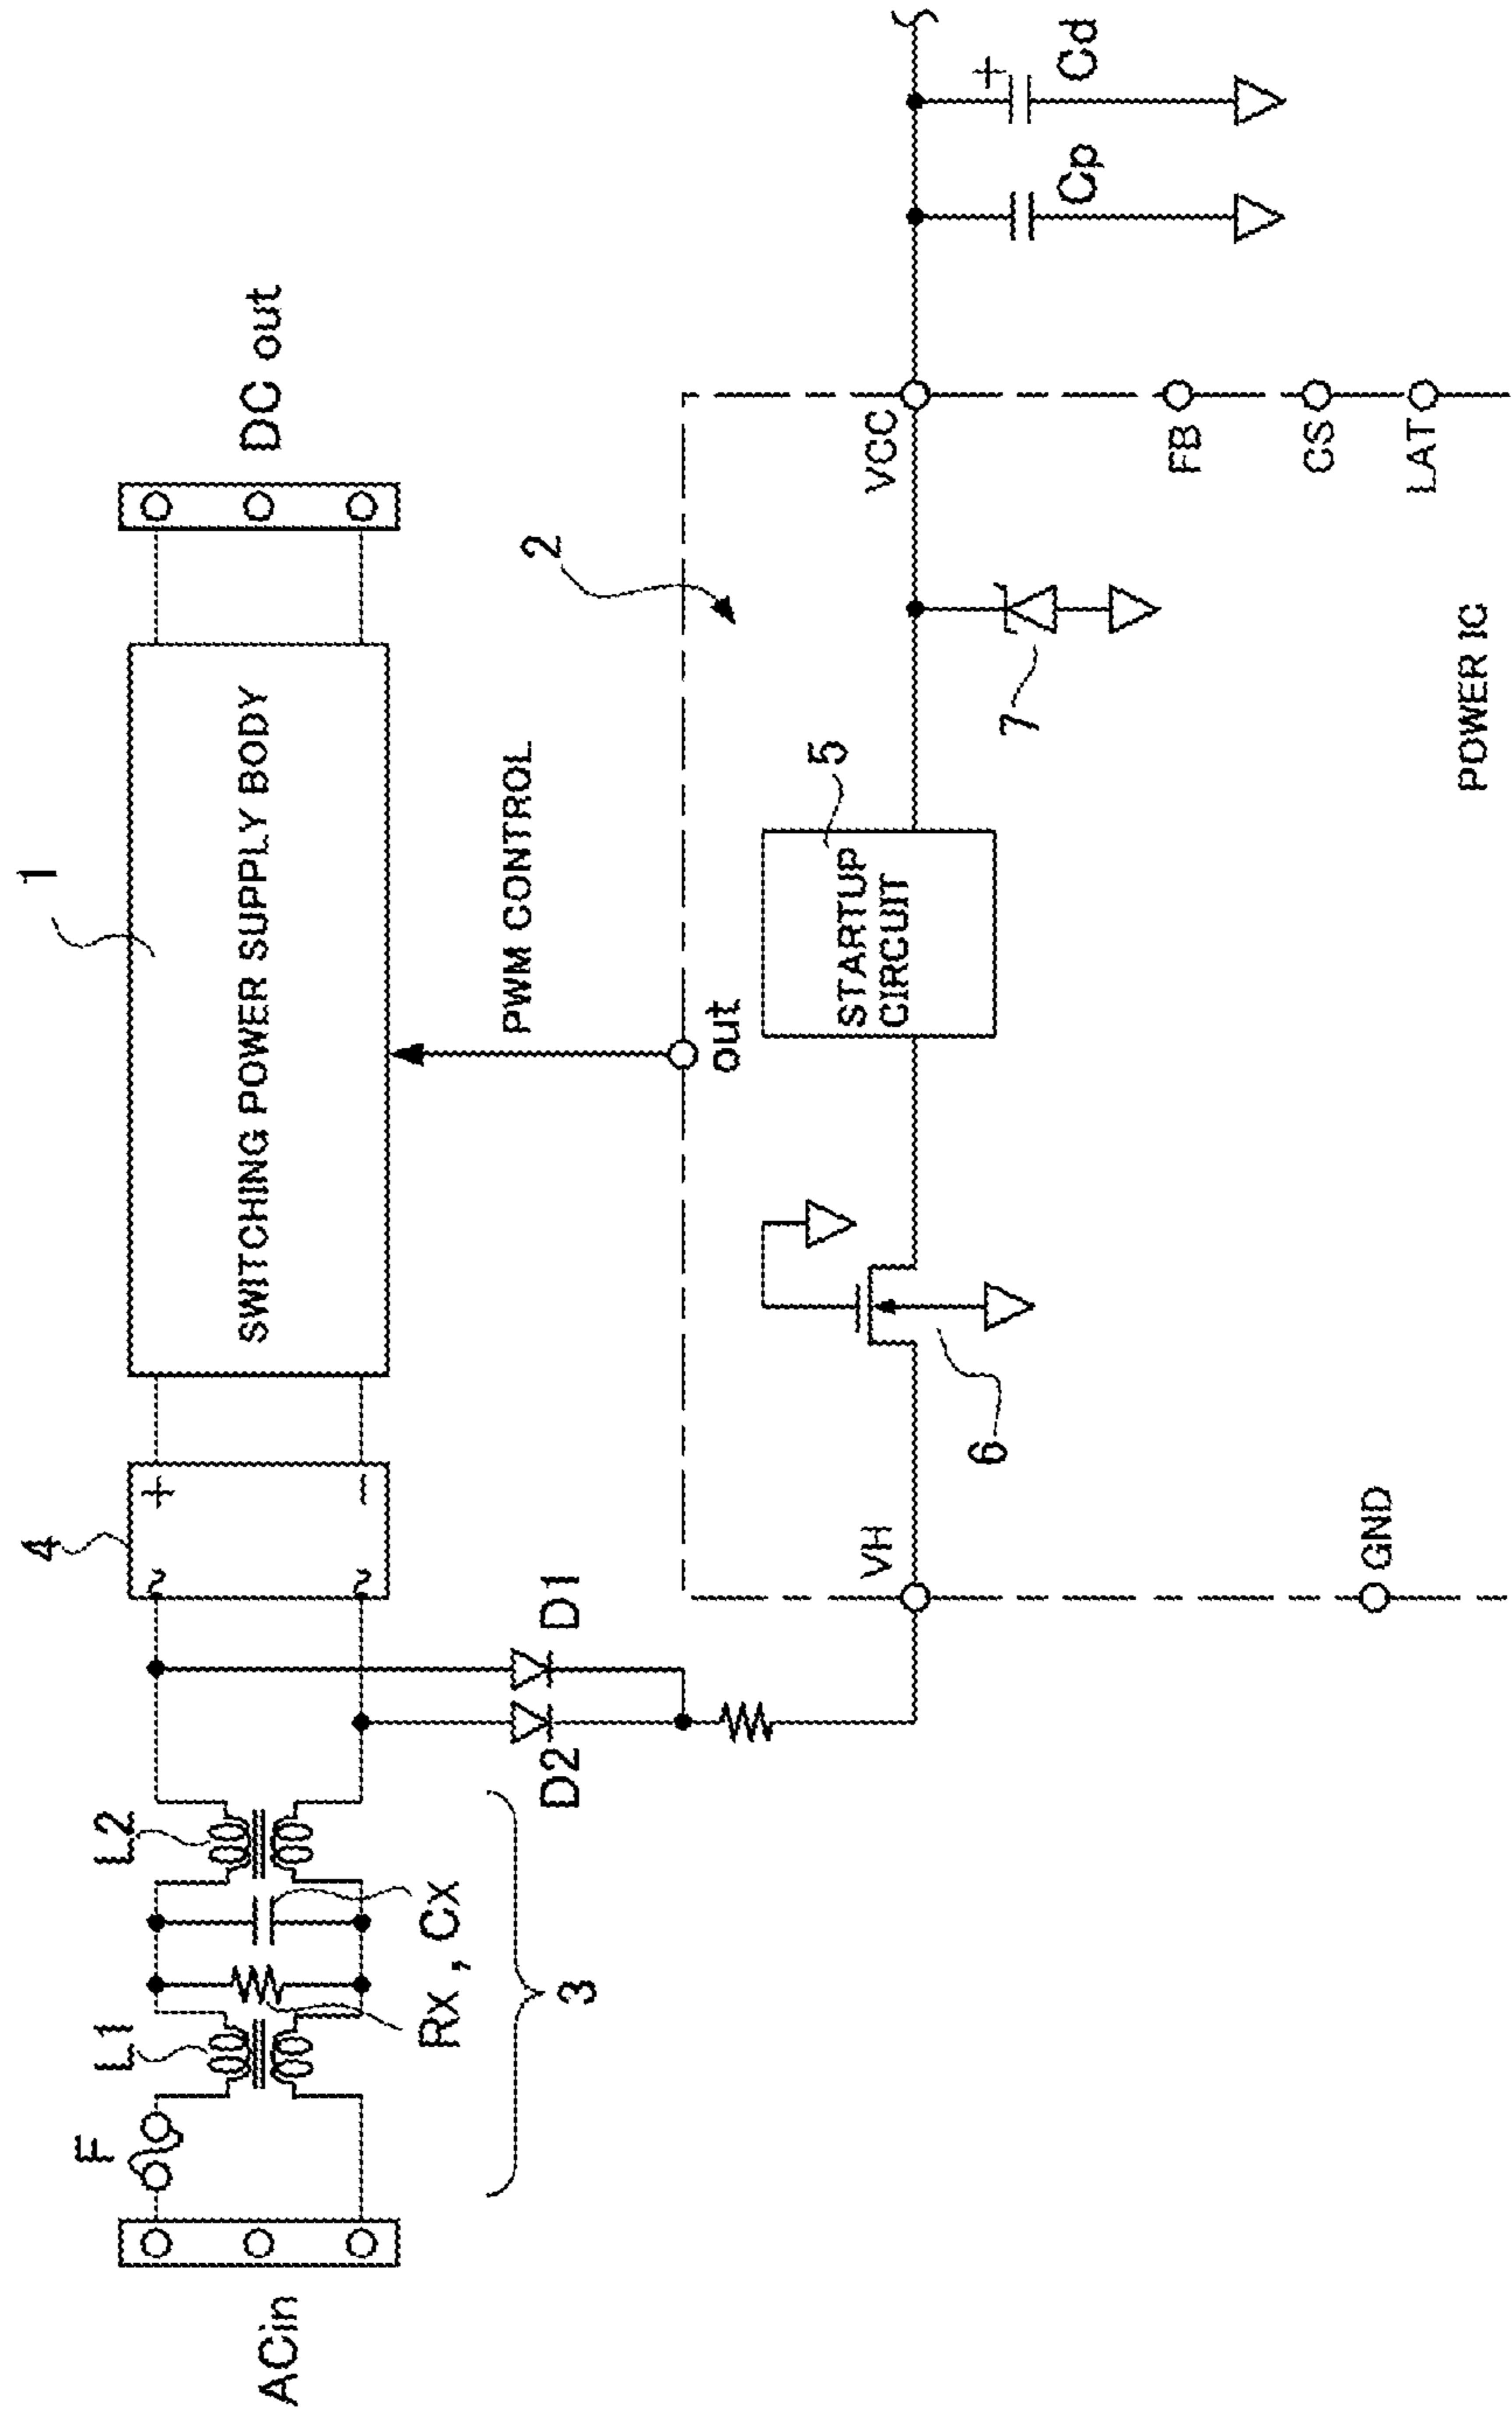 1
SWITCHING POWER SUPPLY BODY
ACin
F
L1
L2
4
~
~
+
−
DC out
Rx , Cx
3
D2
D1
PWM CONTROL
2
out
VH
6
STARTUP
CIRCUIT
5
7
VCC
+
Cp
Cd
FB
CS
LAT
GND
POWER IC